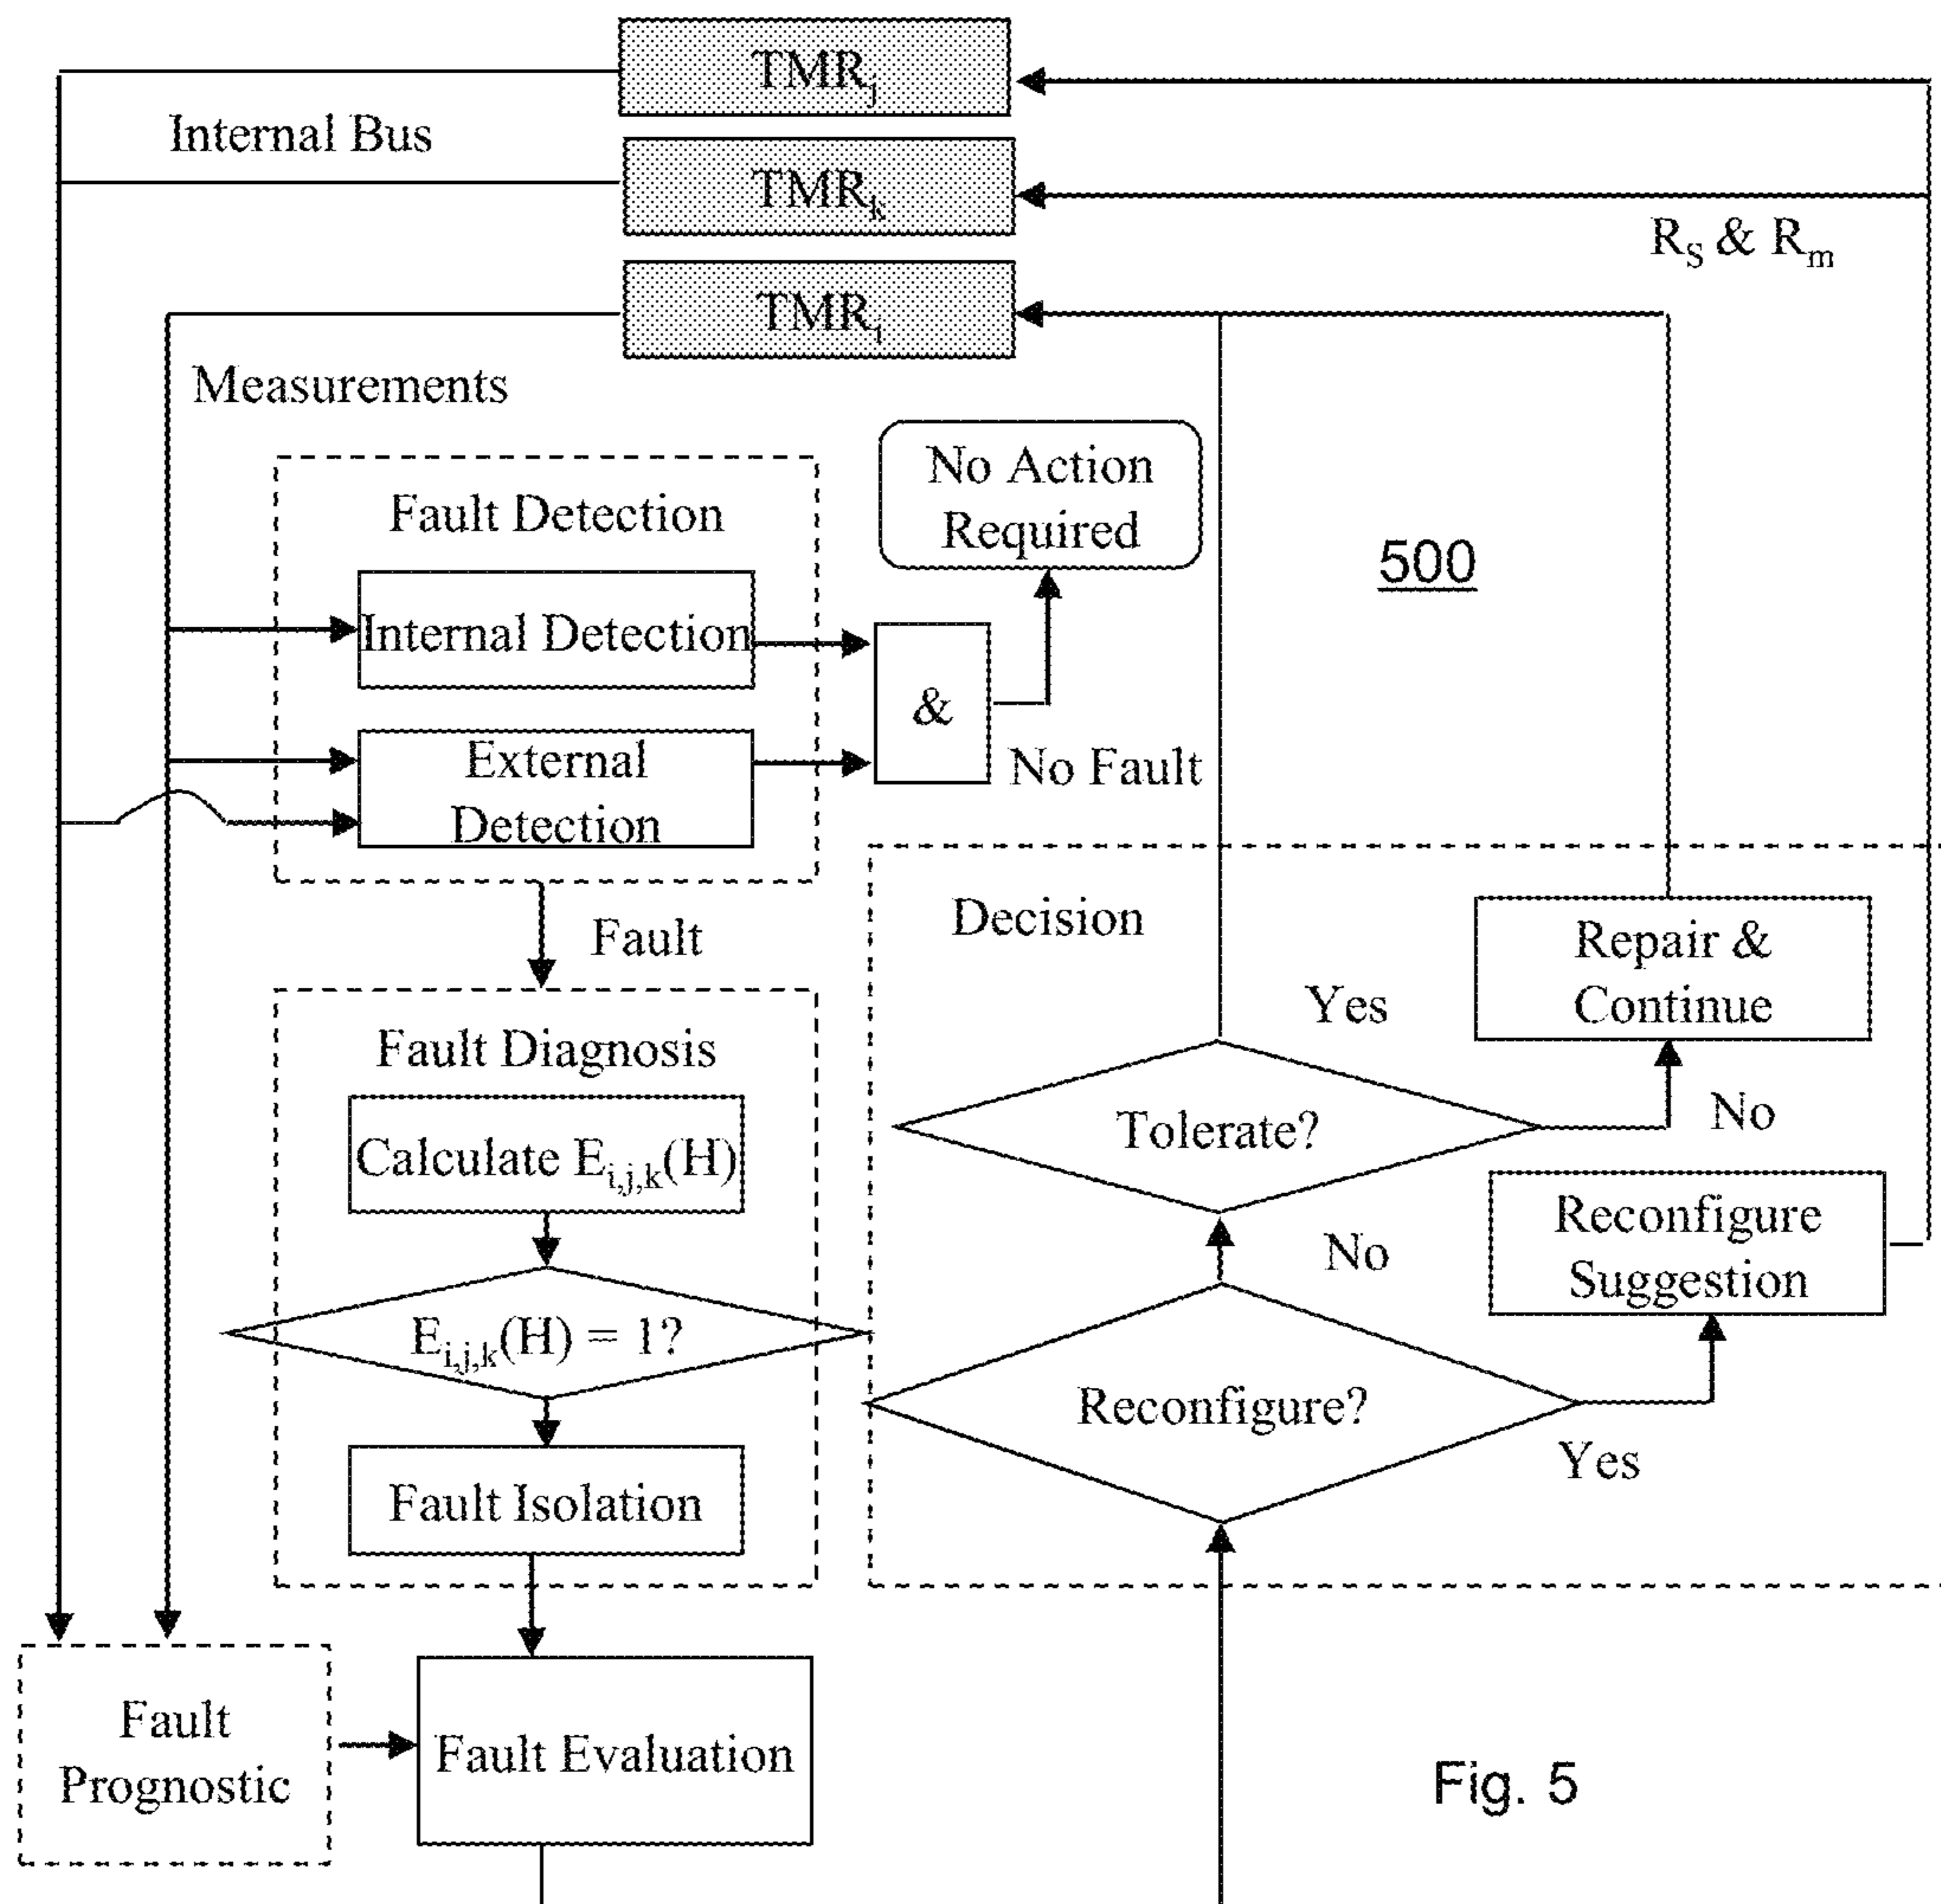 TMRj
Internal Bus
TMRk
RS & Rm
TMRi
Measurements
No Action
Required
Fault Detection
500
Internal Detection
&
External
Detection
No Fault
Decision
Fault
Repair &
Continue
Yes
Fault Diagnosis
Tolerate?
No
Calculate Ei,j,k(H)
Reconfigure
Suggestion
No
Ei,j,k(H) = 1?
Reconfigure?
Yes
Fault Isolation
Fault
Prognostic
Fault Evaluation
Fig. 5